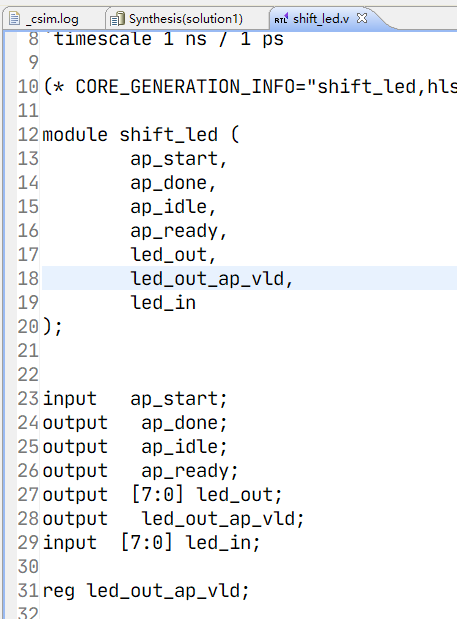 _csim.log Synthesis(solution1) RTL shift_led.v
8 `timescale 1 ns / 1 ps
9
10 (* CORE_GENERATION_INFO="shift_led,hls
11
12 module shift_led (
13 ap_start,
14 ap_done,
15 ap_idle,
16 ap_ready,
17 led_out,
18 led_out_ap_vld,
19 led_in
20 );
21
22
23 input ap_start;
24 output ap_done;
25 output ap_idle;
26 output ap_ready;
27 output [7:0] led_out;
28 output led_out_ap_vld;
29 input [7:0] led_in;
30
31 reg led_out_ap_vld;
32